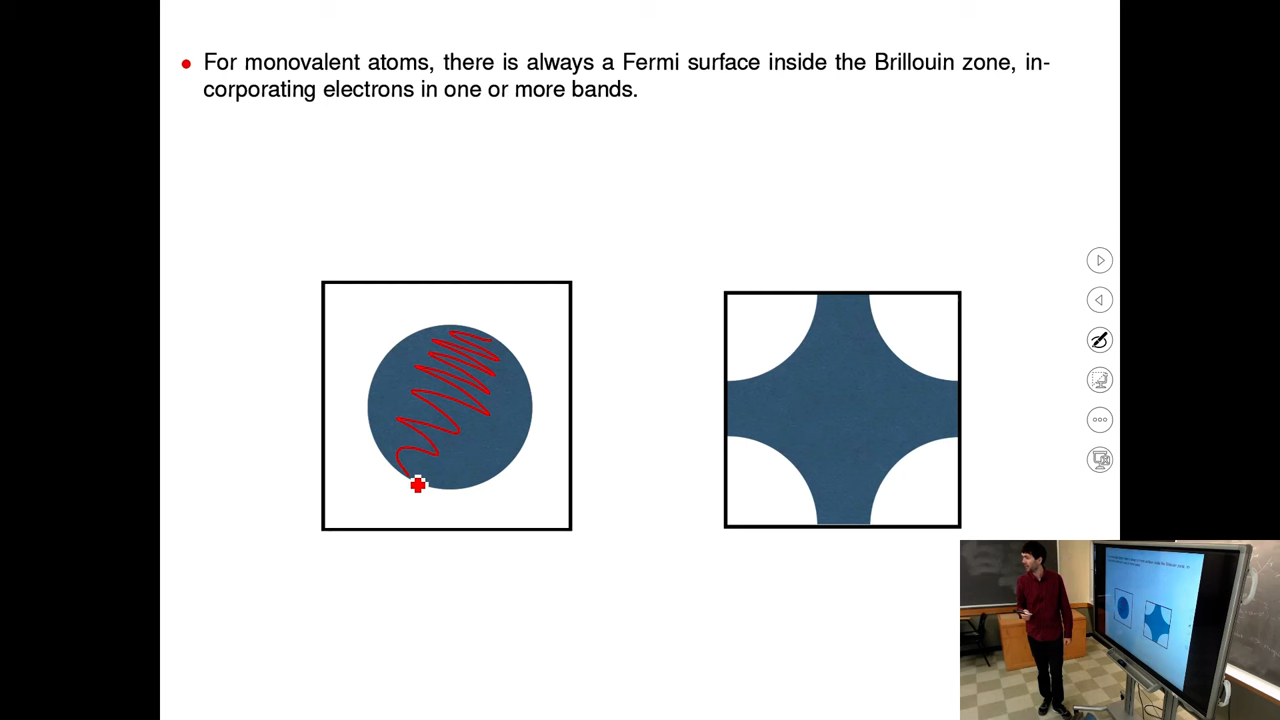 For monovalent atoms, there is always a Fermi surface inside the Brillouin zone, in-
corporating electrons in one or more bands.